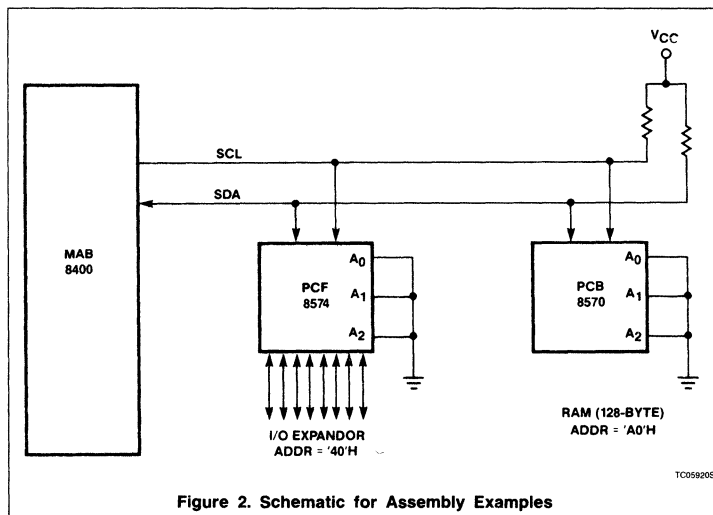 VCC
SCL
SDA
MAB
8400
PCF
8574
A0
A1
A2
PCB
8570
A0
A1
A2
I/O EXPANDOR
ADDR = '40'H
RAM (128-BYTE)
ADDR = 'A0'H
TC05920S
Figure 2. Schematic for Assembly Examples